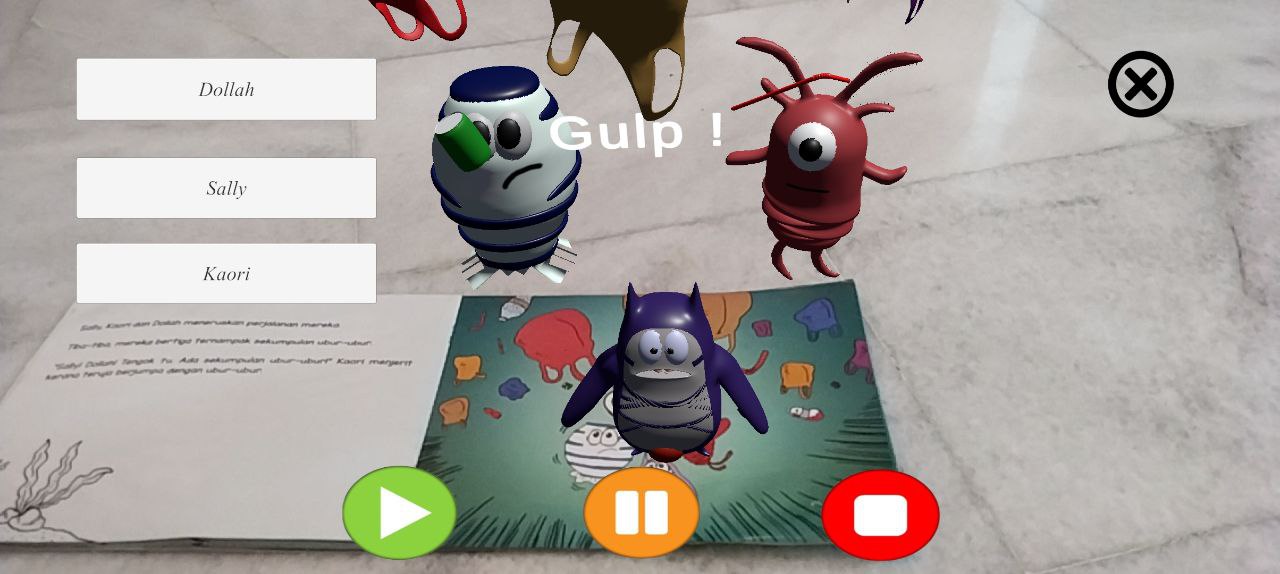 Dollah
Gulp !
Sally
Kaori
Sally, Kaori dan Dollah meneruskan perjalanan mereka.
Tiba-tiba, mereka bertiga ternampak sekumpulan ubur-ubur.
"Sally! Dollah! Tengok tu. Ada sekumpulan ubur-ubur!" Kaori menjerit
kerana teruja berjumpa dengan ubur-ubur.